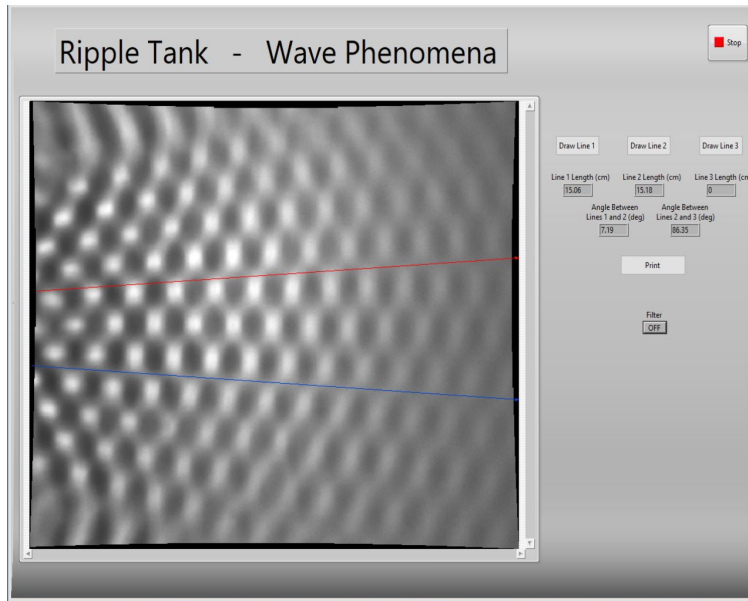 Ripple Tank - Wave Phenomena
Stop
Draw Line 1 Draw Line 2 Draw Line 3
Line 1 Length (cm) Line 2 Length (cm) Line 3 Length (cm
15.06 15.18 0
Angle Between Angle Between
Lines 1 and 2 (deg) Lines 2 and 3 (deg)
7.19 86.35
Print
Filter
OFF